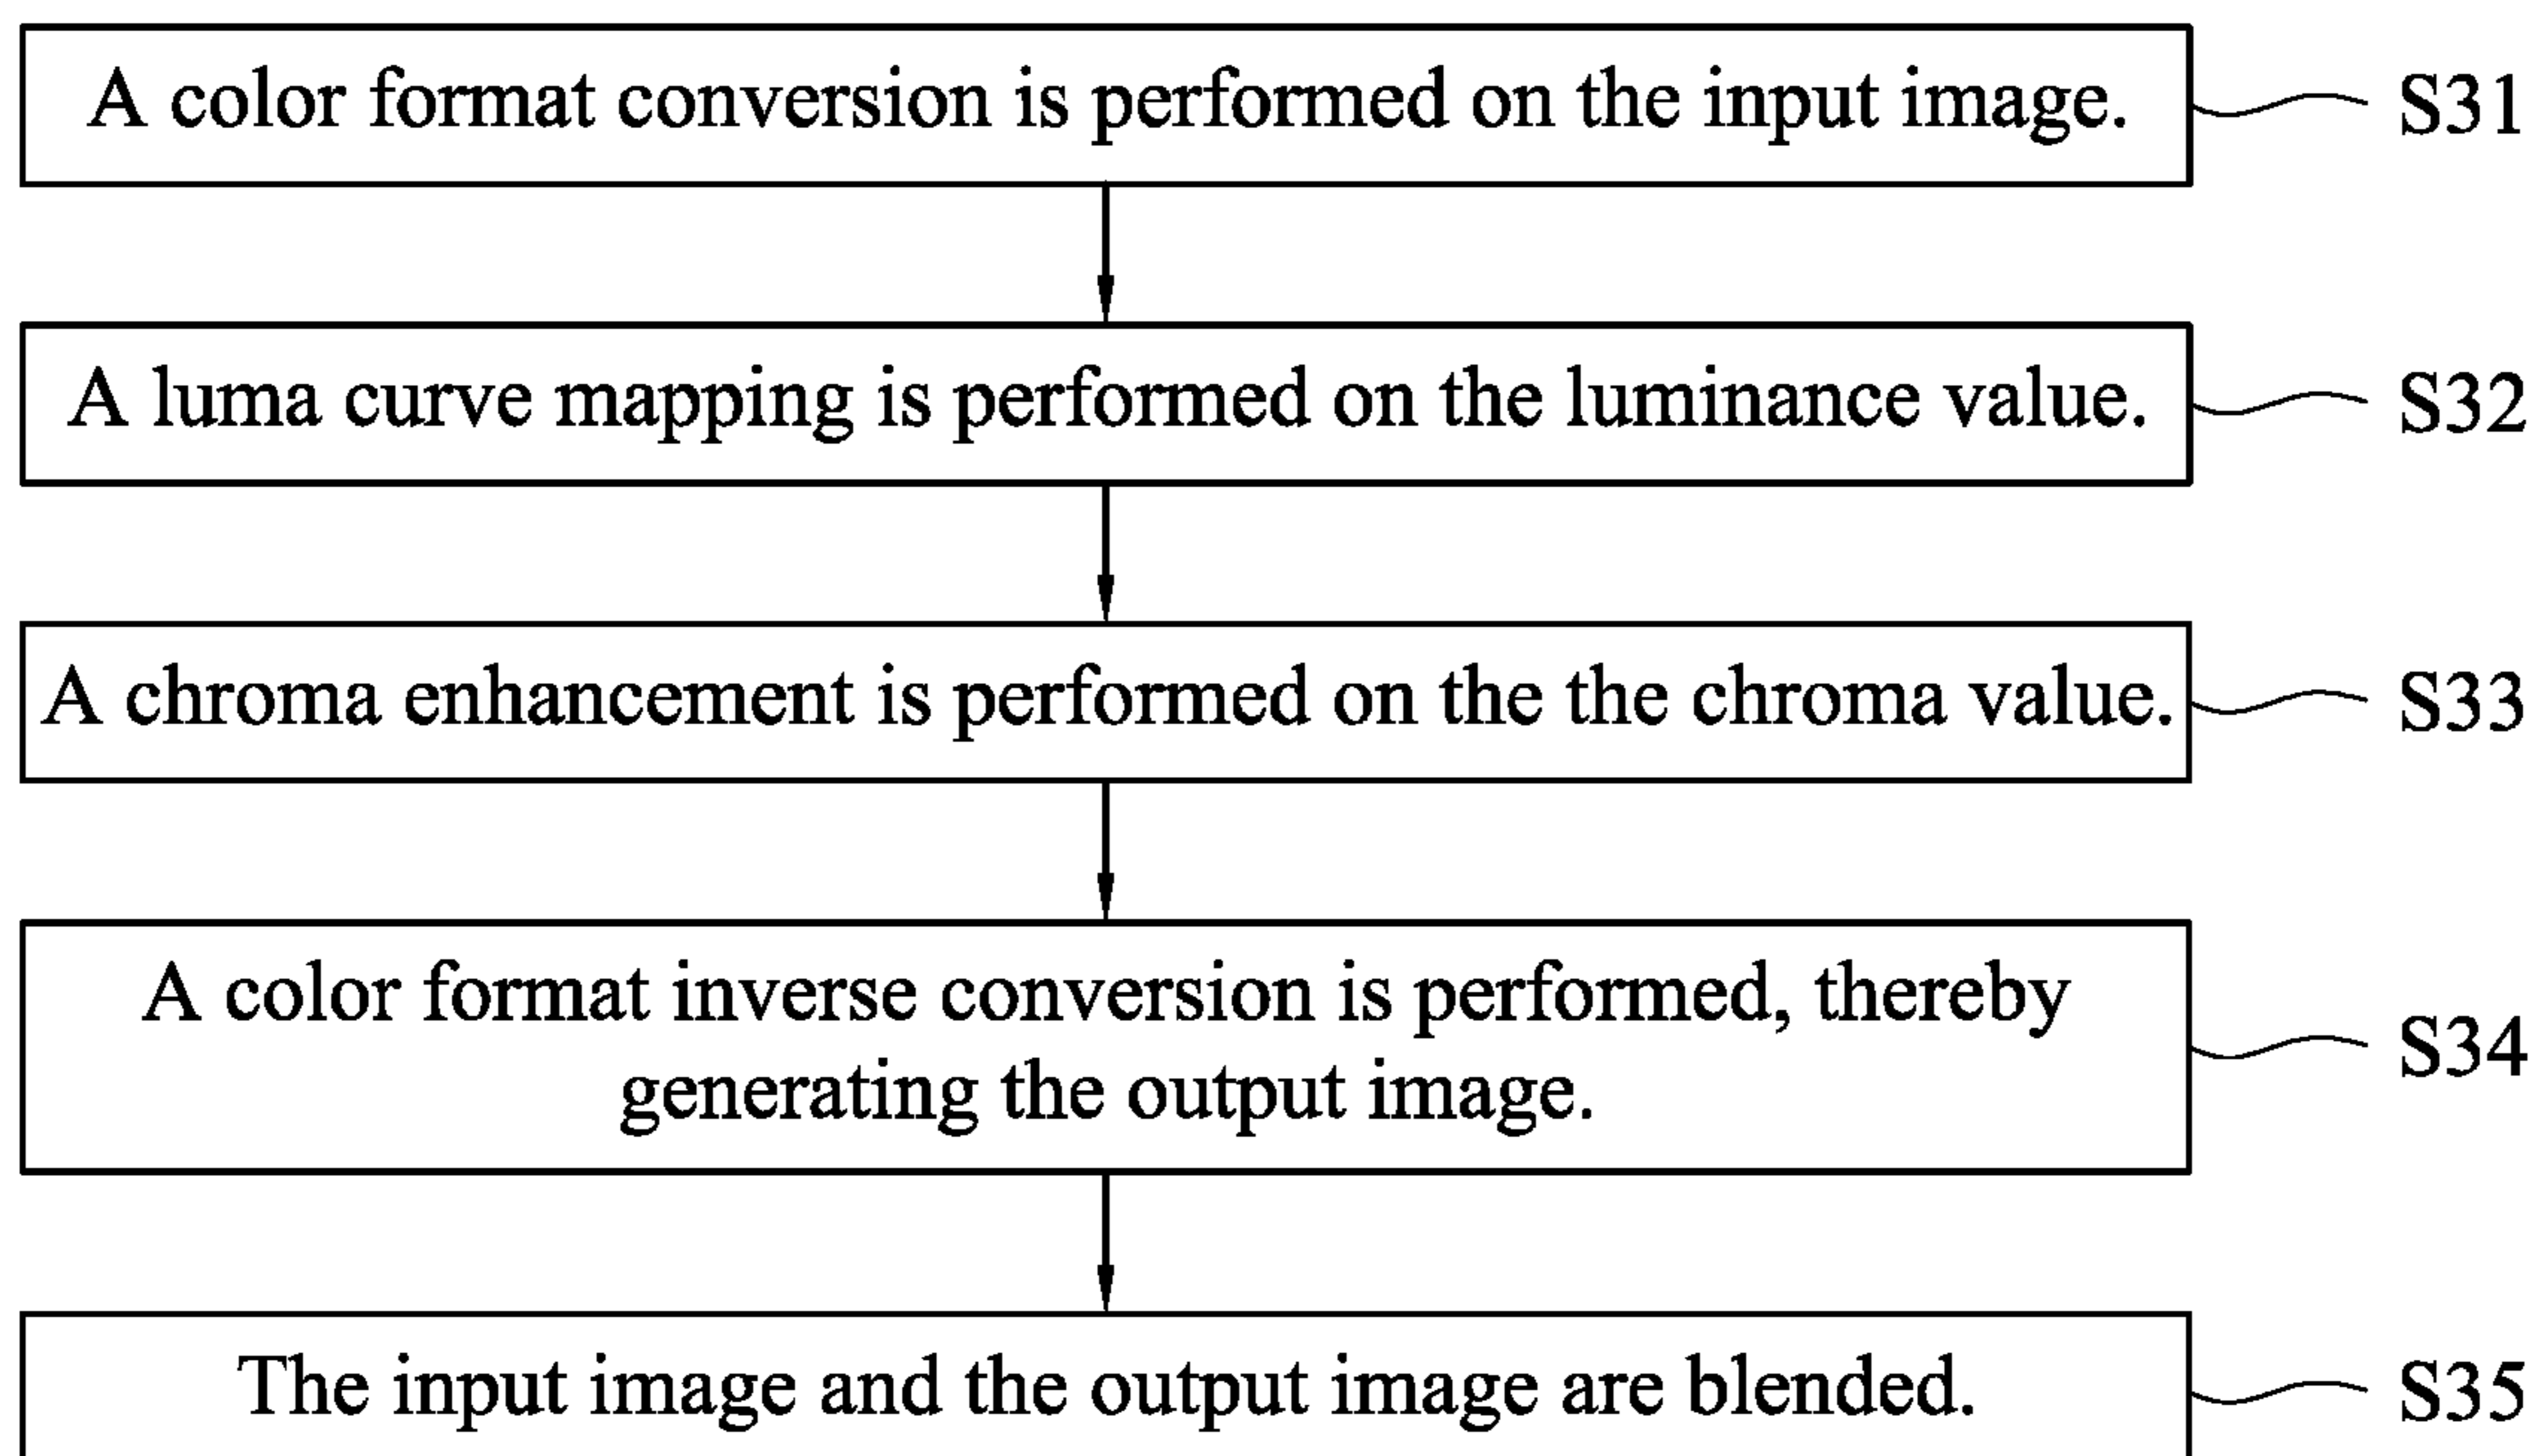 A color format conversion is performed on the input image.
S31
A luma curve mapping is performed on the luminance value.
S32
A chroma enhancement is performed on the the chroma value.
S33
A color format inverse conversion is performed, thereby
generating the output image.
S34
The input image and the output image are blended.
S35